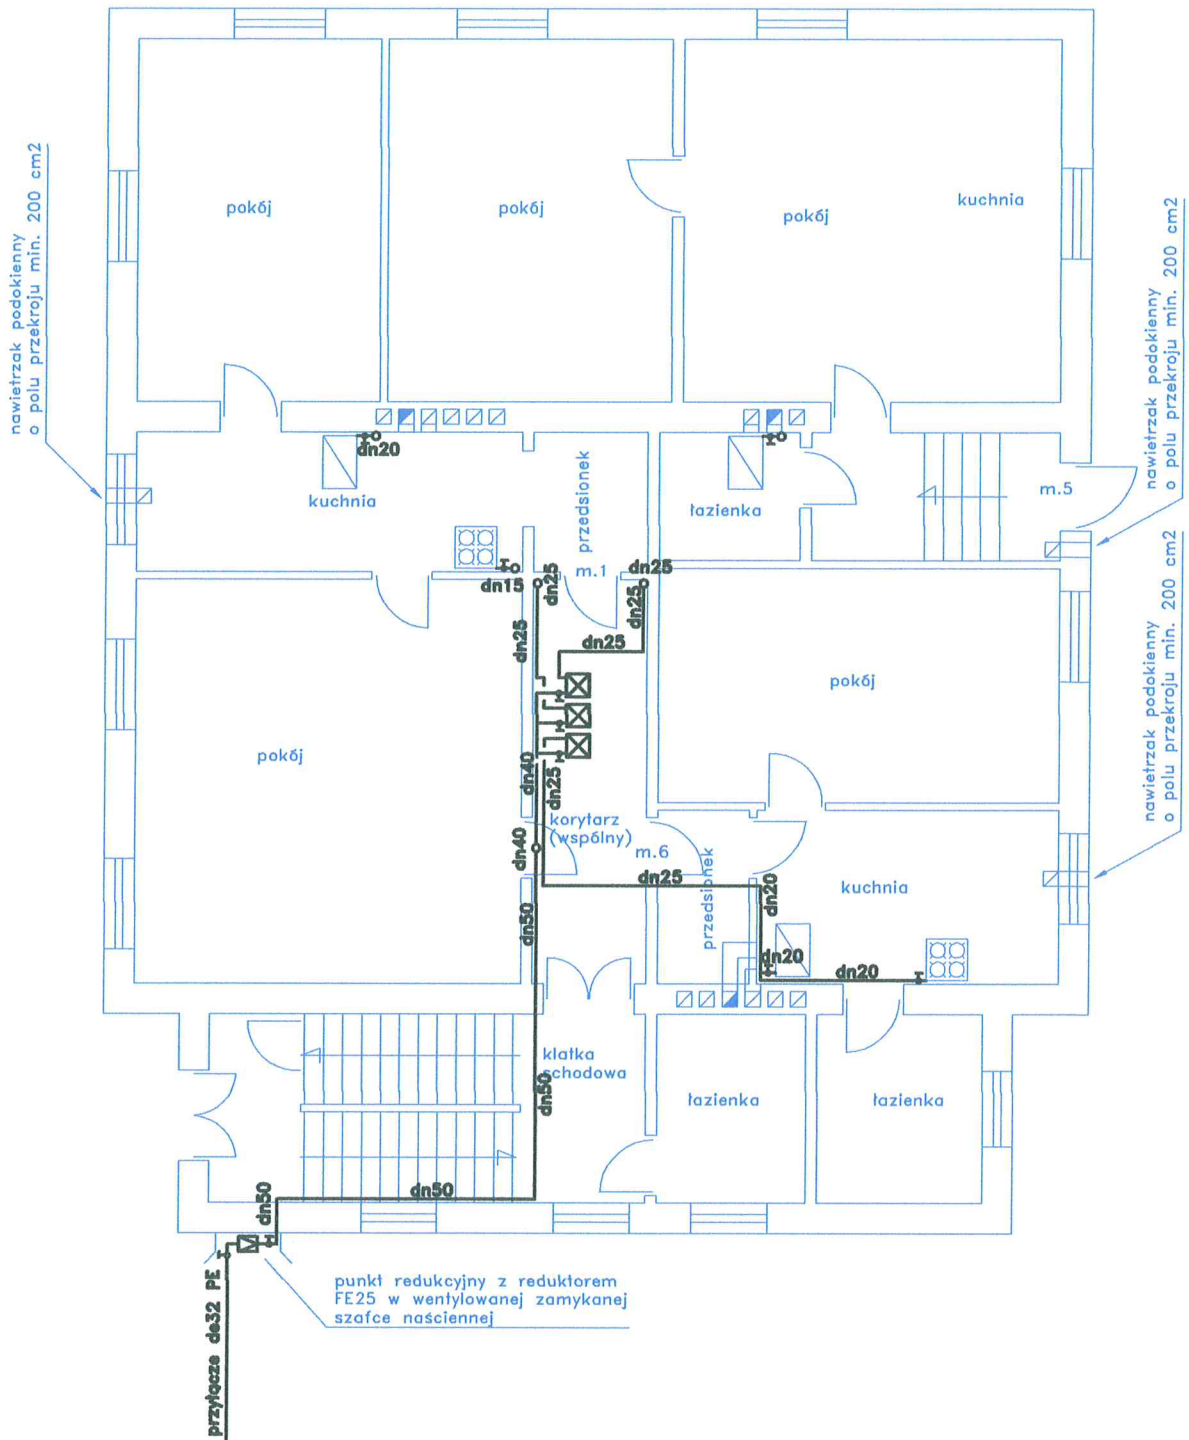 nawietrzak podokienny
o polu przekroju min. 200 cm2
pokój
pokój
pokój
kuchnia
nawietrzak podokienny
o polu przekroju min. 200 cm2
dn20
kuchnia
przedsionek
łazienka
m.5
m.1
dn15
dn25
dn25
dn25
dn25
dn25
nawietrzak podokienny
o polu przekroju min. 200 cm2
pokój
pokój
dn40
dn25
korytarz
(wspólny)
dn40
m.6
przedsionek
dn25
dn20
kuchnia
dn50
dn20
dn20
klatka
schodowa
dn50
łazienka
łazienka
dn50
dn50
punkt redukcyjny z reduktorem
FE25 w wentylowanej zamykanej
szafce naściennej
przyłącze de32 PE